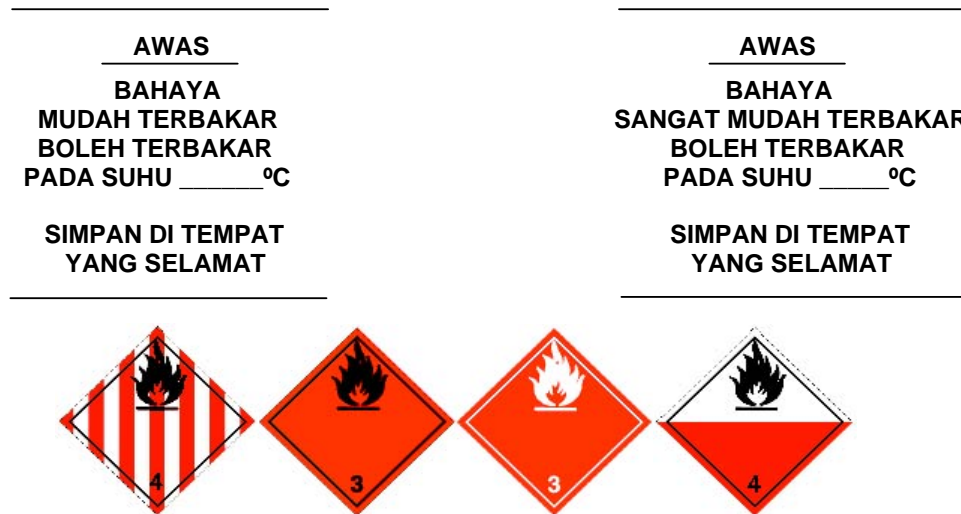 AWAS
BAHAYA
MUDAH TERBAKAR
BOLEH TERBAKAR
PADA SUHU ______ºC
SIMPAN DI TEMPAT
YANG SELAMAT
AWAS
BAHAYA
SANGAT MUDAH TERBAKAR
BOLEH TERBAKAR
PADA SUHU _____ºC
SIMPAN DI TEMPAT
YANG SELAMAT
4
3
3
4